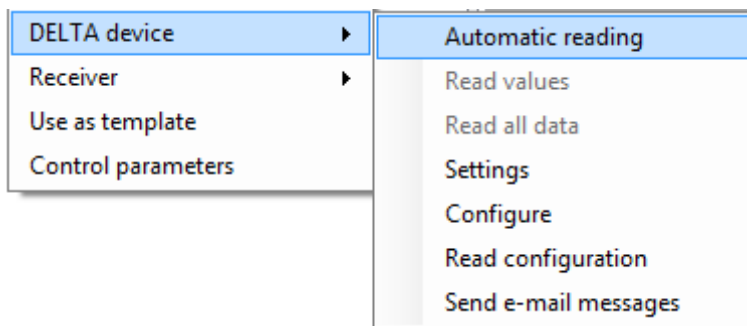 DELTA device
Receiver
Use as template
Control parameters
Automatic reading
Read values
Read all data
Settings
Configure
Read configuration
Send e-mail messages